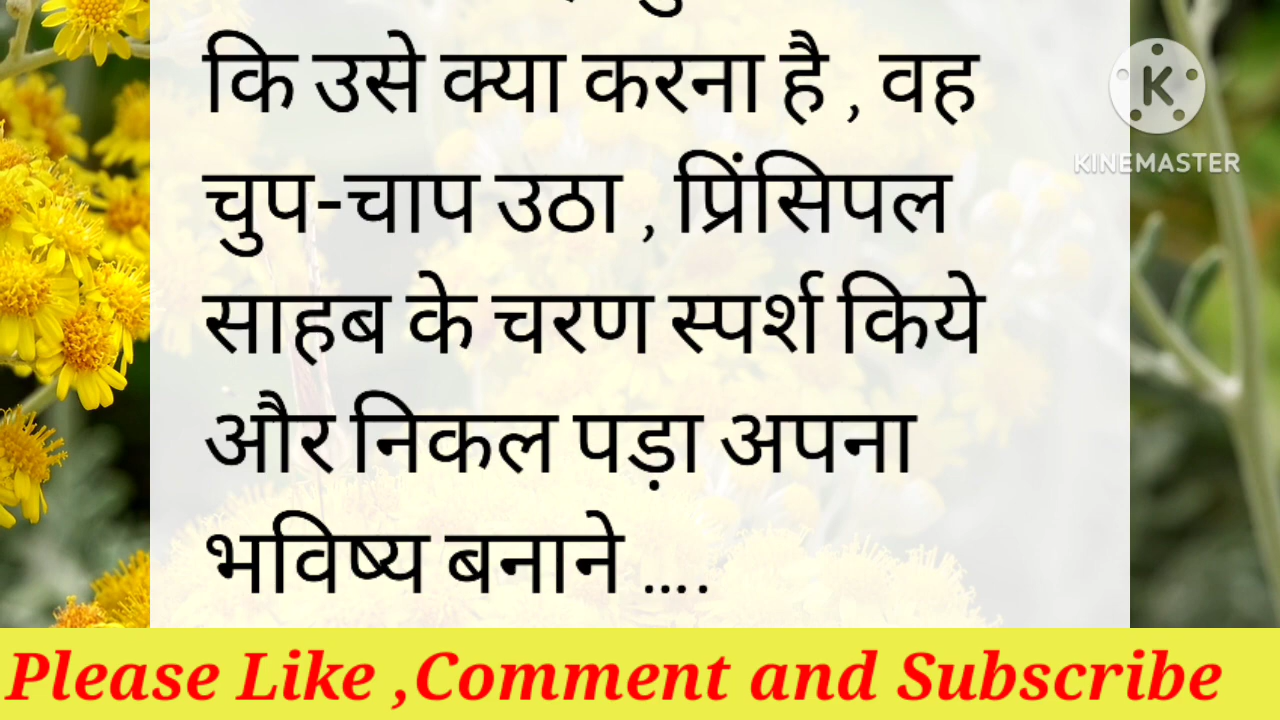 कि उसे क्या करना है , वह
चुप-चाप उठा , प्रिंसिपल
साहब के चरण स्पर्श किये
और निकल पड़ा अपना
भविष्य बनाने ....
K
KINEMASTER
Please Like ,Comment and Subscribe